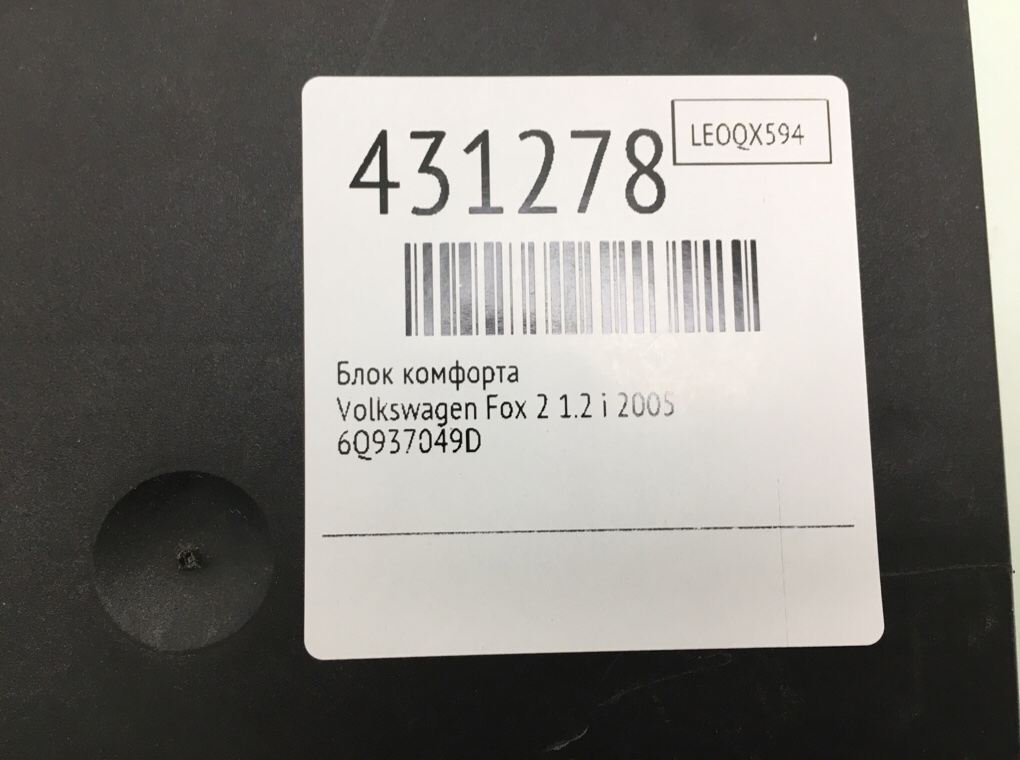 431278
LEOQX594
Блок комфорта
Volkswagen Fox 2 1.2 i 2005
6Q937049D